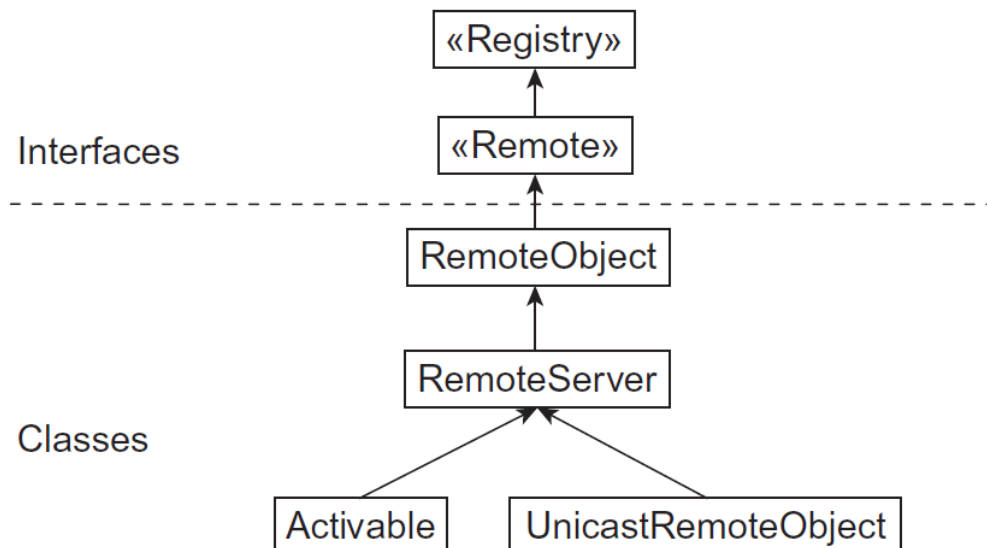 «Registry»
Interfaces
«Remote»
RemoteObject
RemoteServer
Classes
Activable
UnicastRemoteObject